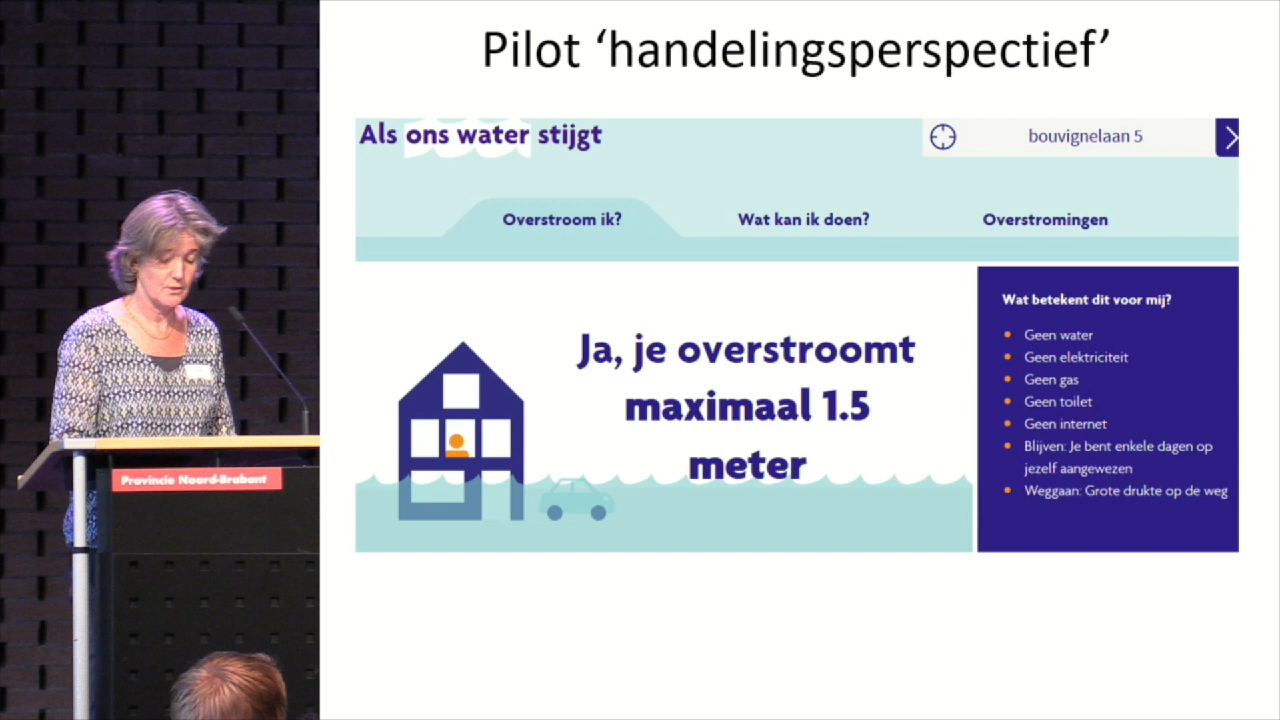 Pilot ‘handelingsperspectief’
Als ons water stijgt
bouvignelaan 5
Overstroom ik?
Wat kan ik doen?
Overstromingen
Ja, je overstroomt
maximaal 1.5
meter
Wat betekent dit voor mij?
Geen water
Geen elektriciteit
Geen gas
Geen toilet
Geen internet
Blijven: Je bent enkele dagen op
jezelf aangewezen
Weggaan: Grote drukte op de weg
Provincie Noord-Brabant